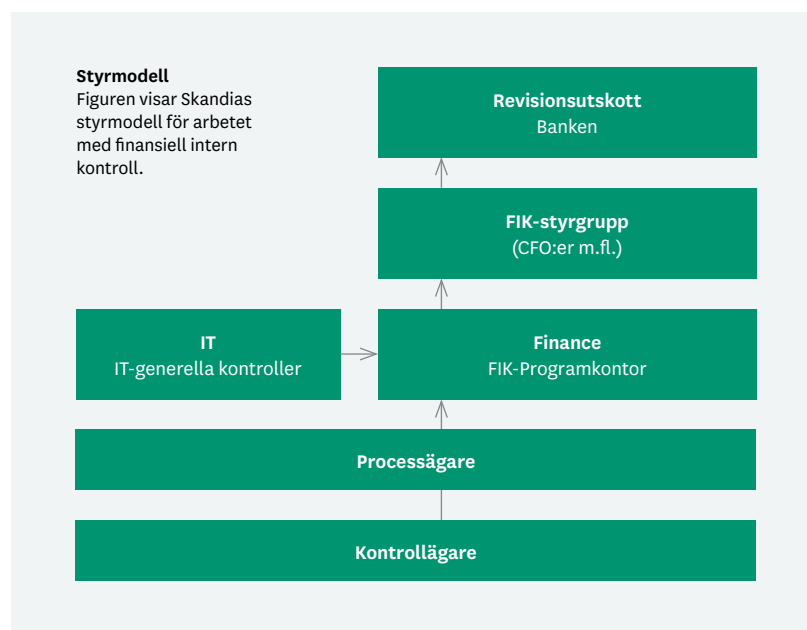 Styrmodell
Figuren visar Skandias
styrmodell för arbetet
med finansiell intern
kontroll.
Revisionsutskott
Banken
FIK-styrgrupp
(CFO:er m.fl.)
IT
IT-generella kontroller
Finance
FIK-Programkontor
Processägare
Kontrollägare